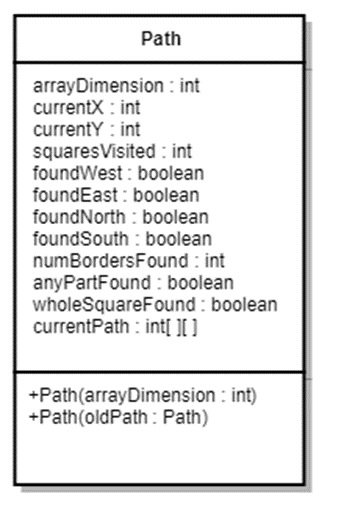 Path
arrayDimension : int
currentX : int
currentY : int
squaresVisited : int
foundWest : boolean
foundEast : boolean
foundNorth : boolean
foundSouth : boolean
numBordersFound : int
anyPartFound : boolean
wholeSquareFound : boolean
currentPath : int[ ][ ]
+Path(arrayDimension : int)
+Path(oldPath : Path)